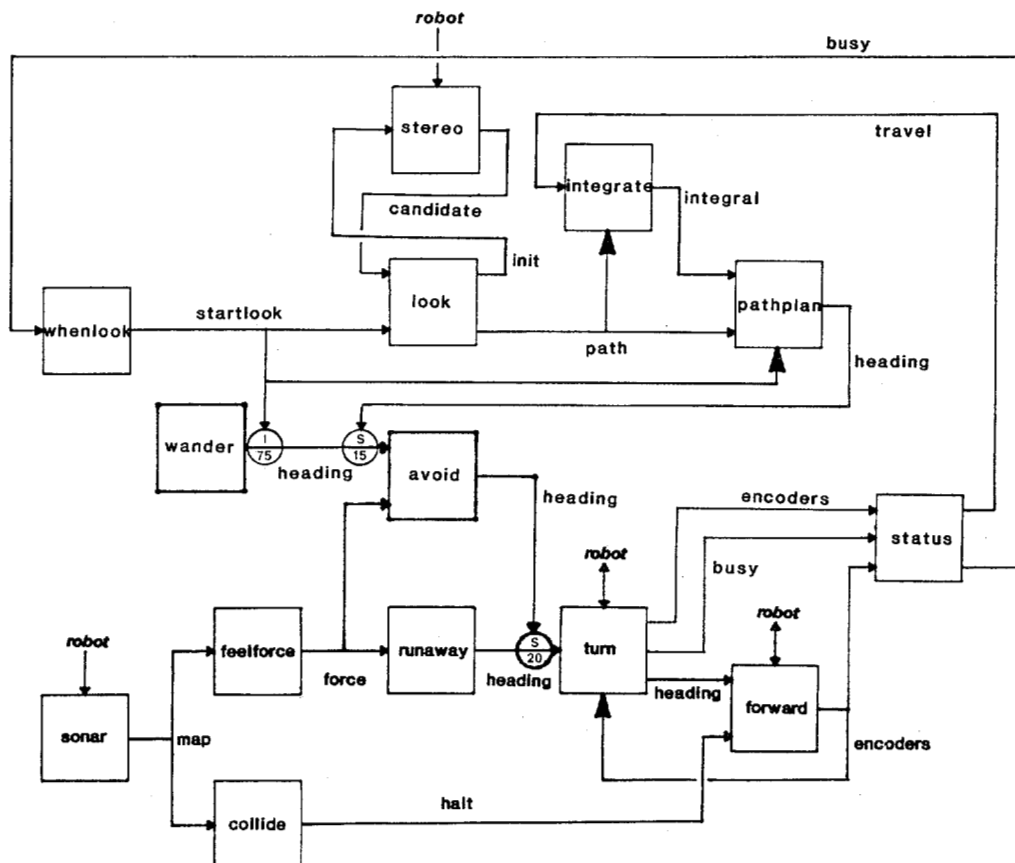 robot
busy
stereo
travel
integrate
integral
candidate
init
look
pathplan
startlook
whenlook
path
heading
wander
I
75
S
15
heading
avoid
heading
encoders
status
robot
busy
robot
robot
feelforce
runaway
S
20
turn
force
heading
heading
forward
sonar
map
encoders
halt
collide